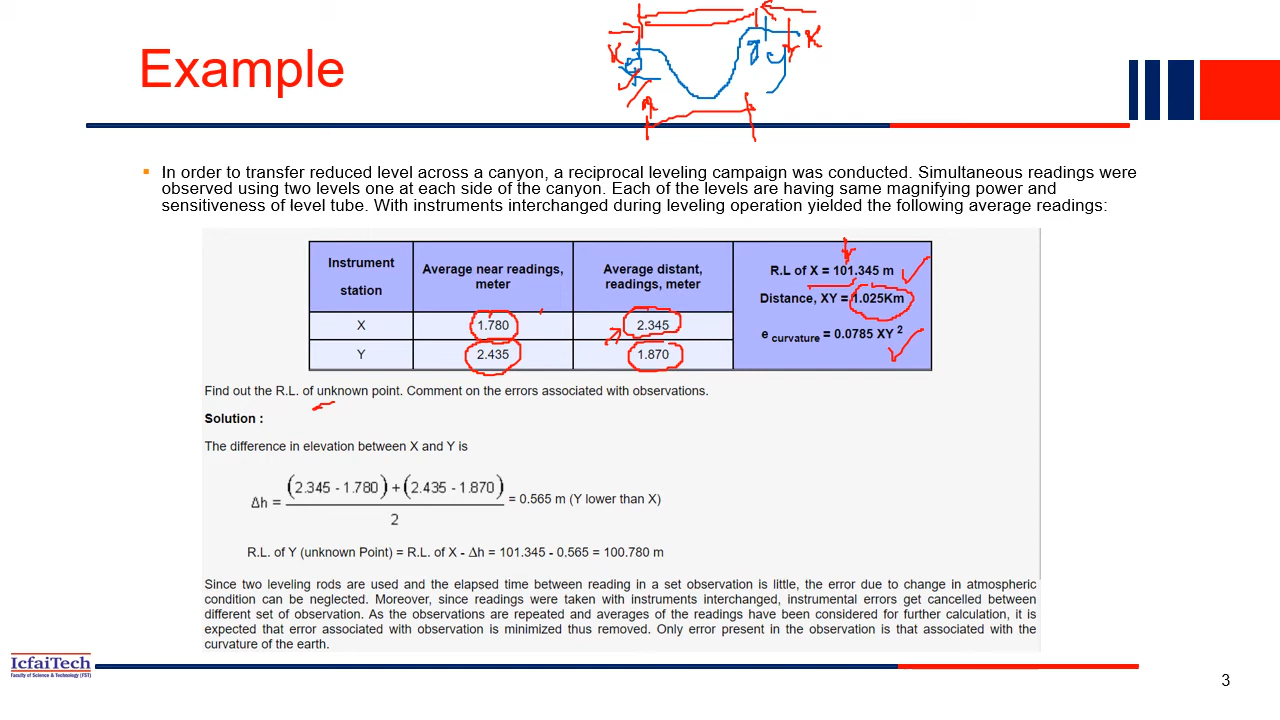 Example
X
X
Y
In order to transfer reduced level across a canyon, a reciprocal leveling campaign was conducted. Simultaneous readings were
observed using two levels one at each side of the canyon. Each of the levels are having same magnifying power and
sensitiveness of level tube. With instruments interchanged during leveling operation yielded the following average readings:
Instrument station
Average near readings, meter
Average distant, readings, meter
R.L of X = 101.345 m
Distance, XY = 1.025Km
e curvature = 0.0785 XY 2
X 1.780 2.345
Y 2.435 1.870
Find out the R.L. of unknown point. Comment on the errors associated with observations.
Solution :
The difference in elevation between X and Y is
Δh = (2.345 - 1.780) + (2.435 - 1.870) / 2 = 0.565 m (Y lower than X)
R.L. of Y (unknown Point) = R.L. of X - Δh = 101.345 - 0.565 = 100.780 m
Since two leveling rods are used and the elapsed time between reading in a set observation is little, the error due to change in atmospheric
condition can be neglected. Moreover, since readings were taken with instruments interchanged, instrumental errors get cancelled between
different set of observation. As the observations are repeated and averages of the readings have been considered for further calculation, it is
expected that error associated with observation is minimized thus removed. Only error present in the observation is that associated with the
curvature of the earth.
IcfaiTech
Faculty of Science & Technology (FST)
3